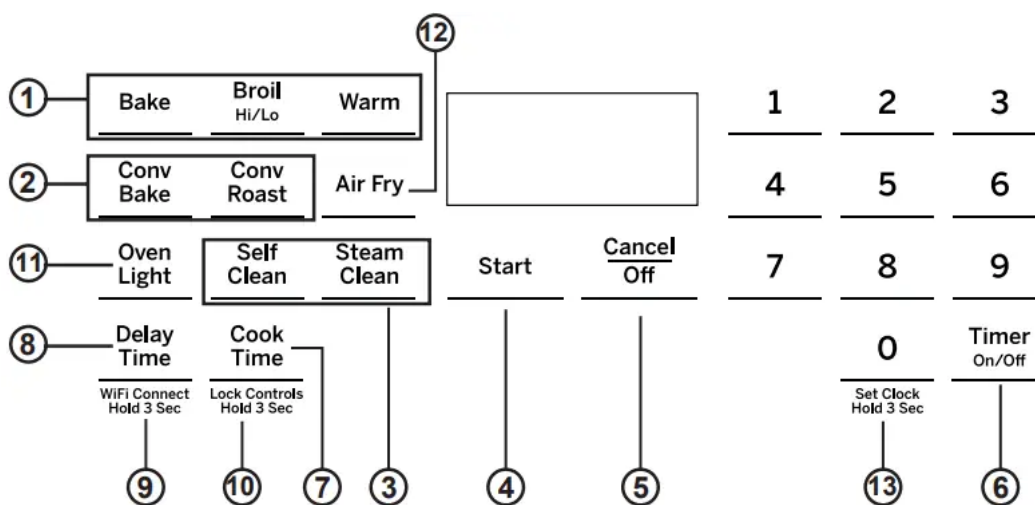 12
1
Bake
Broil
Hi/Lo
Warm
1
2
3
2
Conv
Bake
Conv
Roast
Air Fry
4
5
6
11
Oven
Light
Self
Clean
Steam
Clean
Start
Cancel
Off
7
8
9
8
Delay
Time
Cook
Time
0
Timer
On/Off
WiFi Connect
Hold 3 Sec
Lock Controls
Hold 3 Sec
Set Clock
Hold 3 Sec
9
10
7
3
4
5
13
6